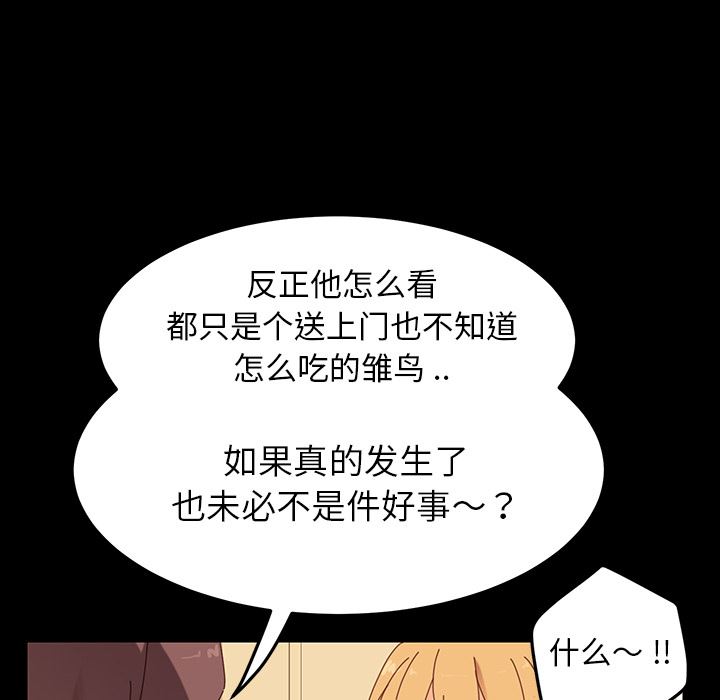 反正他怎么看
都只是个送上门也不知道
怎么吃的雏鸟..
如果真的发生了
也未必不是件好事～？
什么～!!